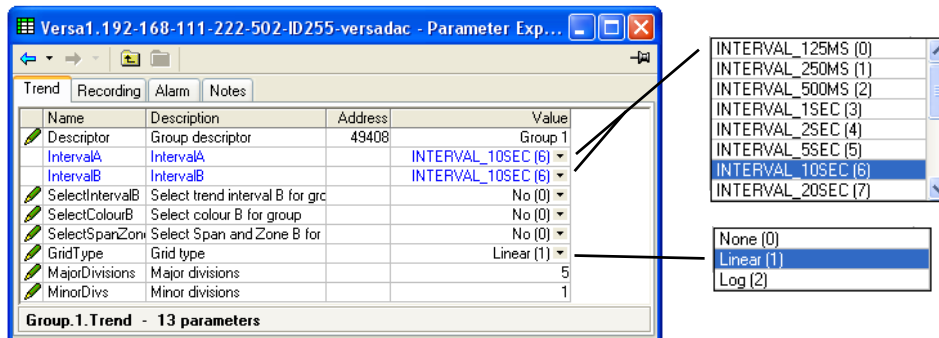 Versa1.192-168-111-222-502-ID255-versadac - Parameter Exp...
Trend Recording Alarm Notes
Name Description Address Value
Descriptor Group descriptor 49408 Group 1
IntervalA IntervalA INTERVAL_10SEC (6)
IntervalB IntervalB INTERVAL_10SEC (6)
SelectIntervalB Select trend interval B for grc No (0)
SelectColourB Select colour B for group No (0)
SelectSpanZon Select Span and Zone B for No (0)
GridType Grid type Linear (1)
MajorDivisions Major divisions 5
MinorDivs Minor divisions 1
Group.1.Trend - 13 parameters
INTERVAL_125MS (0)
INTERVAL_250MS (1)
INTERVAL_500MS (2)
INTERVAL_1SEC (3)
INTERVAL_2SEC (4)
INTERVAL_5SEC (5)
INTERVAL_10SEC (6)
INTERVAL_20SEC (7)
None (0)
Linear (1)
Log (2)